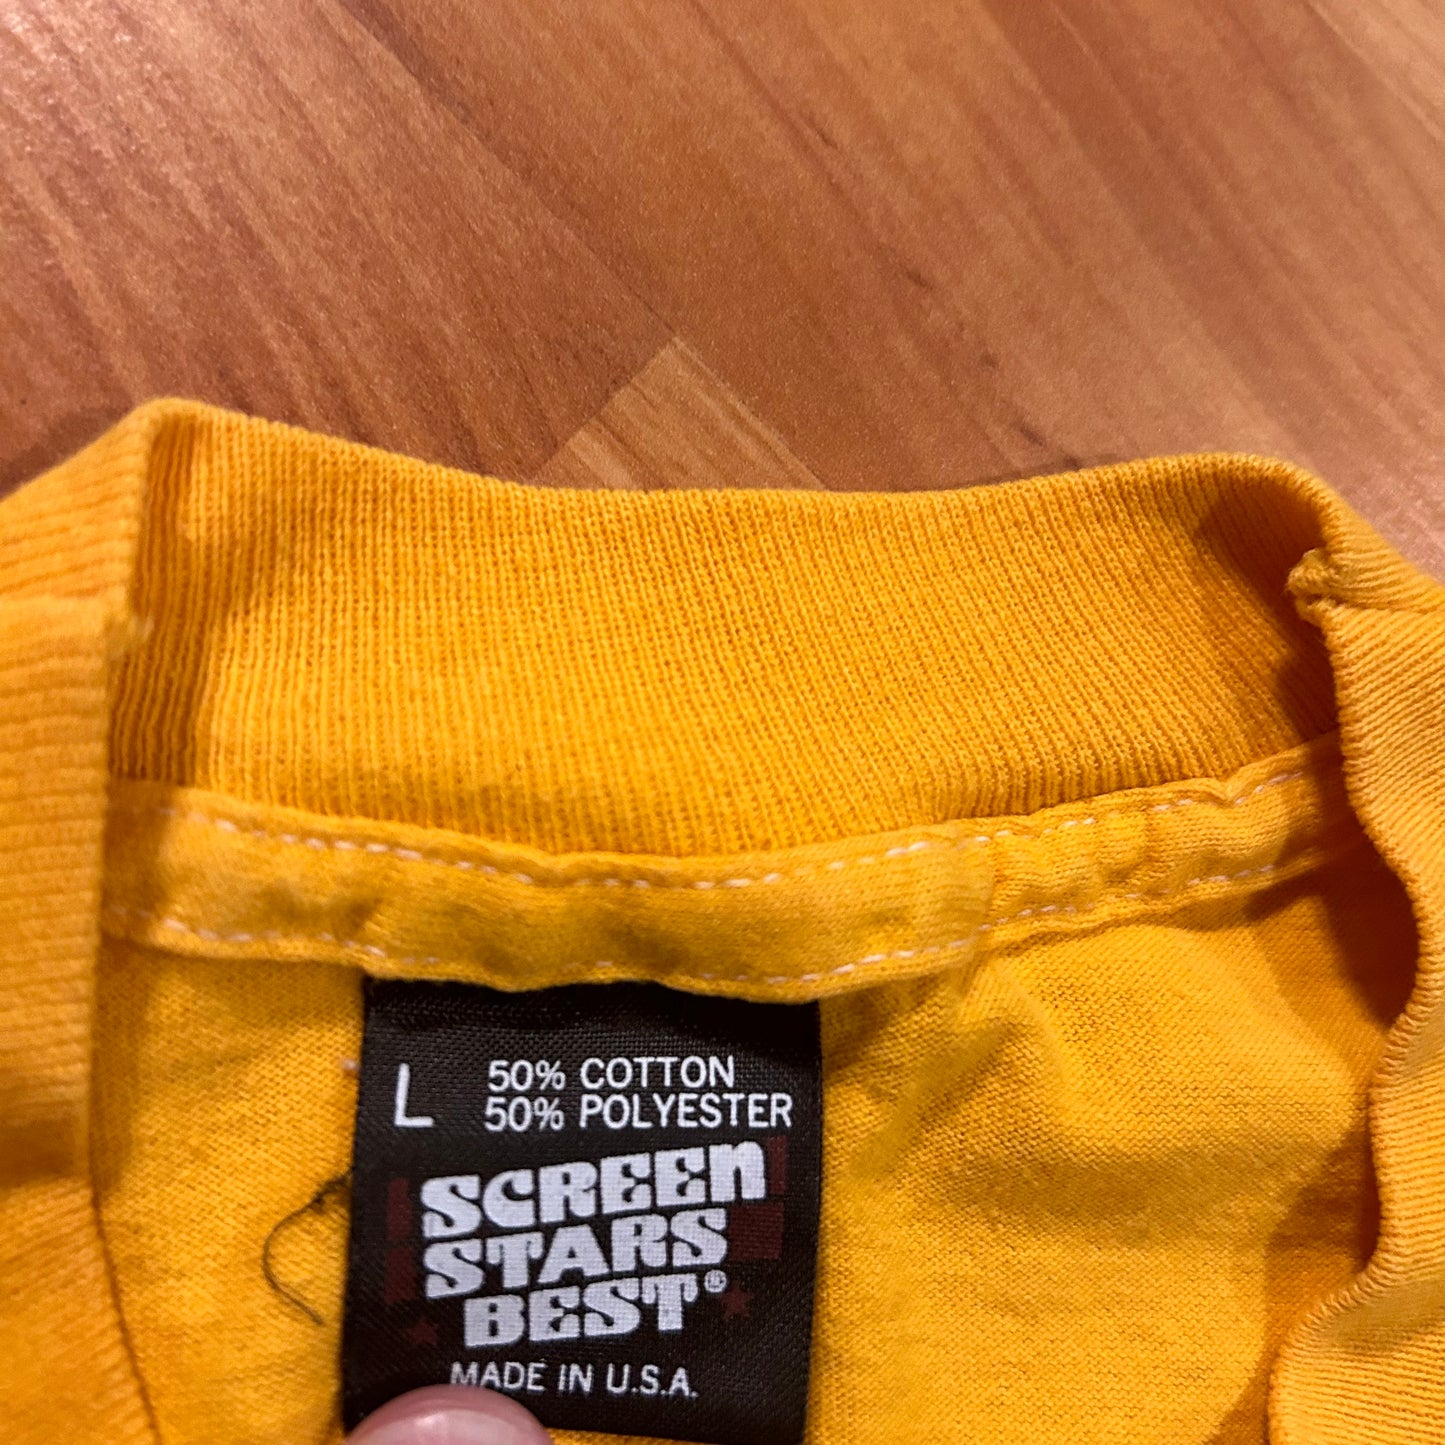 L 50% COTTON
50% POLYESTER
SCREEN
STARS
BEST®
MADE IN U.S.A.